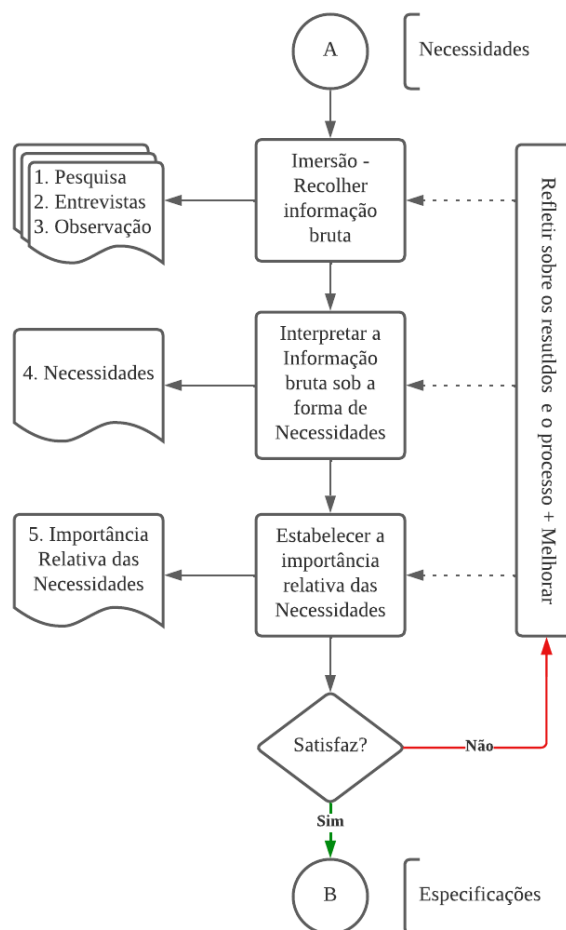 A
Necessidades
Imersão -
Recolher
informação
bruta
1. Pesquisa
2. Entrevistas
3. Observação
Refletir sobre os resutldos e o processo + Melhorar
Interpretar a
Informação
bruta sob a
forma de
Necessidades
4. Necessidades
Estabelecer a
importância
relativa das
Necessidades
5. Importância
Relativa das
Necessidades
Satisfaz?
Não
Sim
B
Especificações